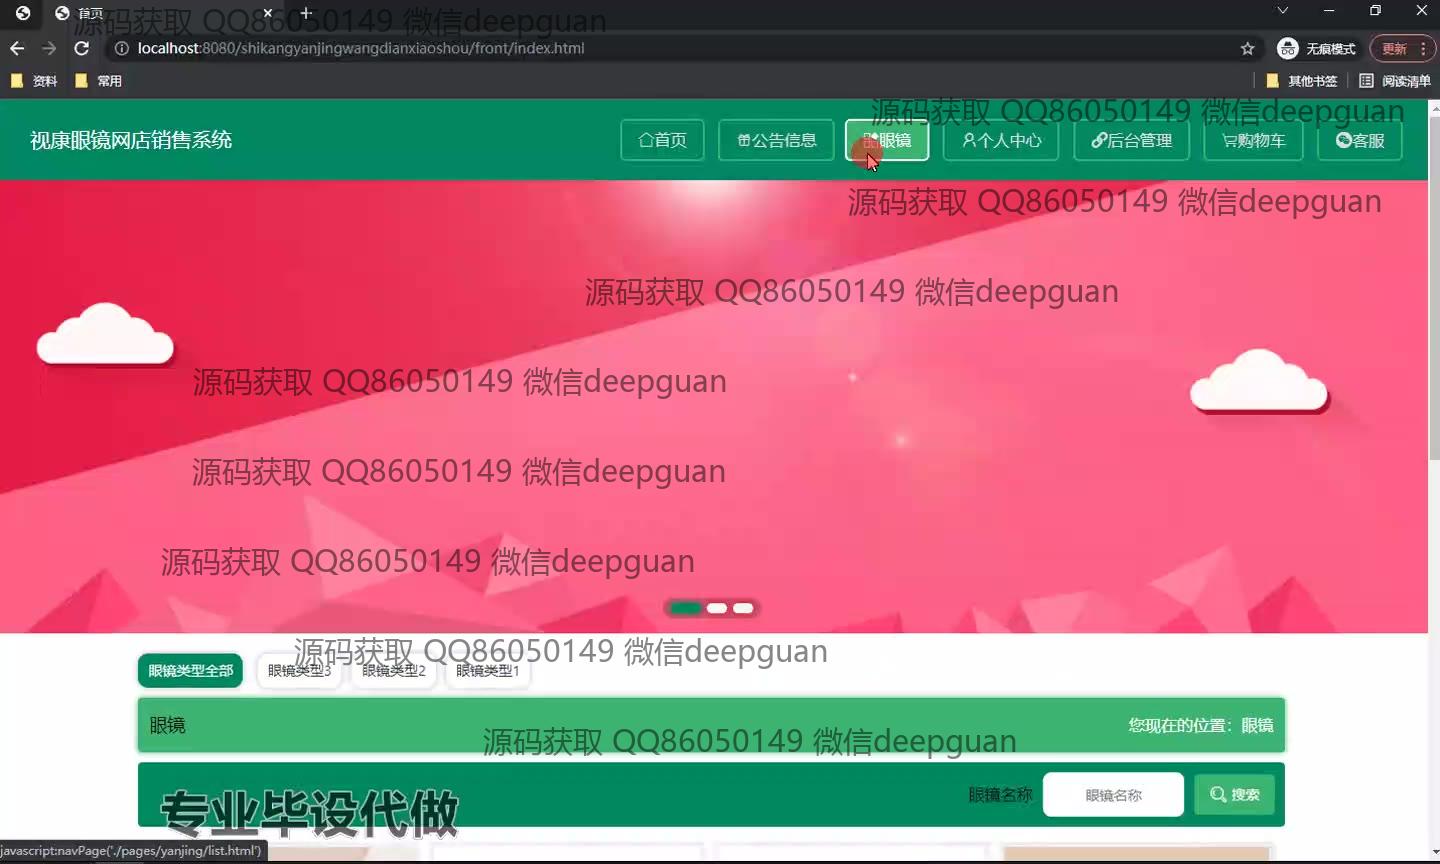 首页
源码获取 QQ86050149 微信deepguan
localhost:8080/shikangyanjingwangdianxiaoshou/front/index.html
无痕模式
更新
资料
常用
其他书签
阅读清单
源码获取 QQ86050149 微信deepguan
视康眼镜网店销售系统
首页
公告信息
眼镜
个人中心
后台管理
购物车
客服
源码获取 QQ86050149 微信deepguan
源码获取 QQ86050149 微信deepguan
源码获取 QQ86050149 微信deepguan
源码获取 QQ86050149 微信deepguan
源码获取 QQ86050149 微信deepguan
源码获取 QQ86050149 微信deepguan
眼镜类型全部
眼镜类型3
眼镜类型2
眼镜类型1
眼镜
您现在的位置：眼镜
源码获取 QQ86050149 微信deepguan
专业毕设代做
眼镜名称
眼镜名称
搜索
javascript:navPage('./pages/yanjing/list.html')